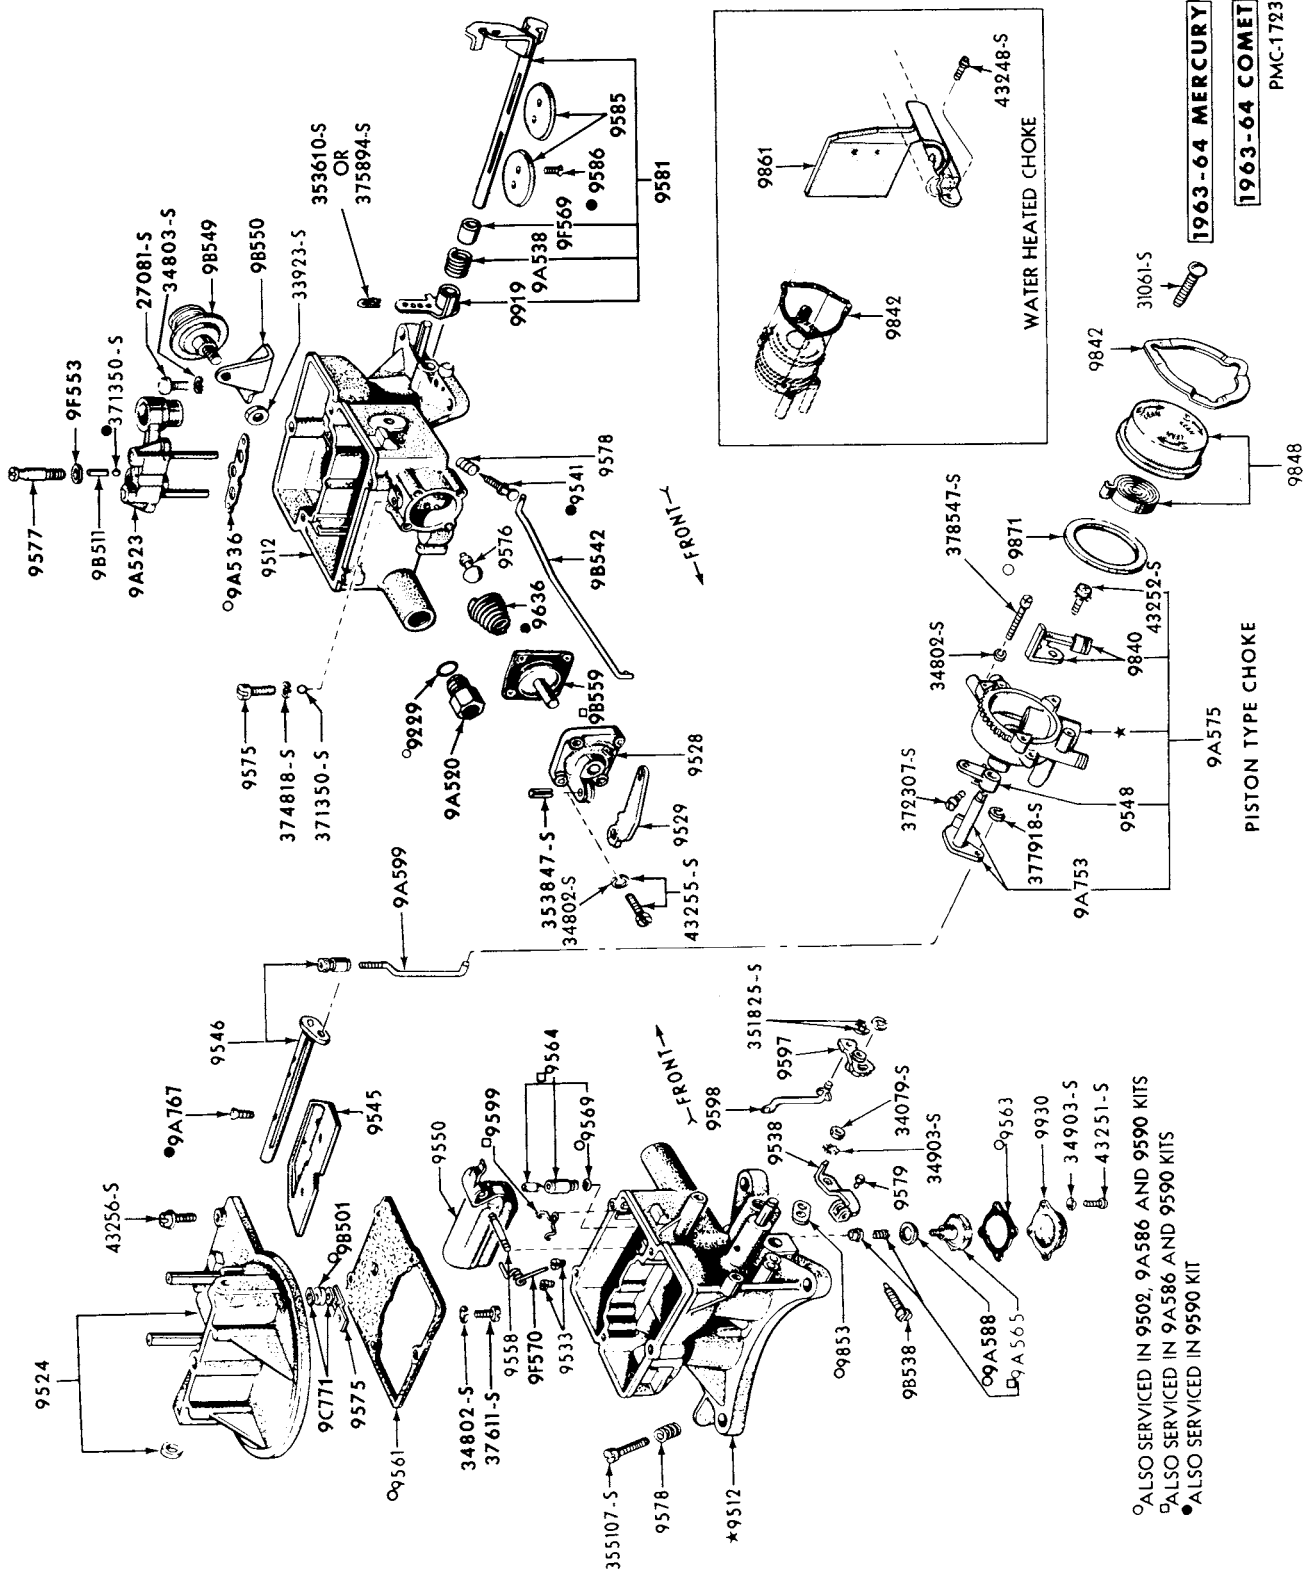 9524
43256-S
●9A767
9546
9545
9A599
○9B501
9C771
9575
○9561
34802-S
37611-S
9558
9F570
9533
9550
□9599
□9564
○9569
←FRONT→
355107-S
9578
★9512
○9853
9B538
○9A588
□9A565
9598
9538
9597
351825-S
34079-S
34903-S
9579
○9563
9930
34903-S
43251-S
9577
9B511
9A523
9F553
●371350-S
27081-S
34803-S
9B549
9B550
33923-S
○9A536
9512
9575
374818-S
371350-S
○9229
9A520
353610-S
OR
375894-S
9919
9A538
9F569
●9586
9585
9581
9578
●9541
9576
9B542
●9636
□9B559
9528
9529
353847-S
34802-S
43255-S
FRONT
9861
9842
43248-S
WATER HEATED CHOKE
372307-S
34802-S
378547-S
○9871
9842
31061-S
9848
43252-S
9840
★
9548
377918-S
9A753
9A575
PISTON TYPE CHOKE
○ALSO SERVICED IN 9502, 9A586 AND 9590 KITS
□ALSO SERVICED IN 9A586 AND 9590 KITS
●ALSO SERVICED IN 9590 KIT
1963-64 MERCURY
1963-64 COMET
PMC-1723